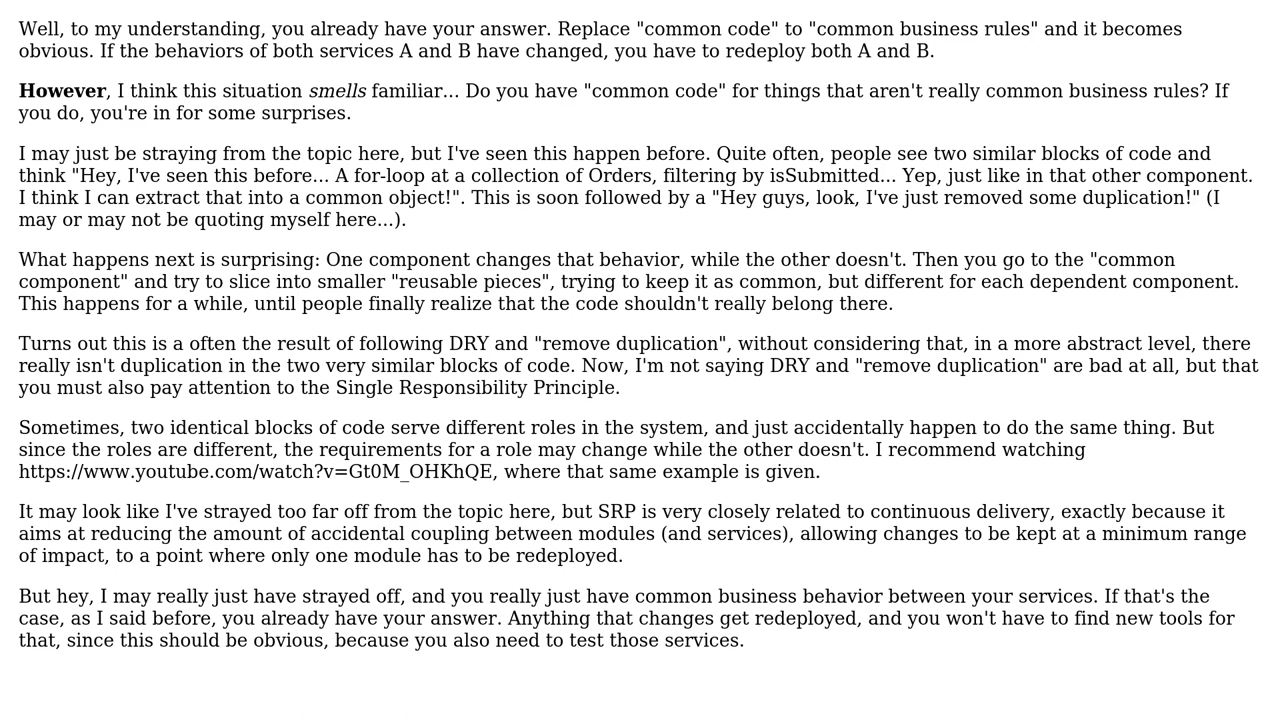 Well, to my understanding, you already have your answer. Replace "common code" to "common business rules" and it becomes
obvious. If the behaviors of both services A and B have changed, you have to redeploy both A and B.
However, I think this situation smells familiar... Do you have "common code" for things that aren't really common business rules? If
you do, you're in for some surprises.
I may just be straying from the topic here, but I've seen this happen before. Quite often, people see two similar blocks of code and
think "Hey, I've seen this before... A for-loop at a collection of Orders, filtering by isSubmitted... Yep, just like in that other component.
I think I can extract that into a common object!". This is soon followed by a "Hey guys, look, I've just removed some duplication!" (I
may or may not be quoting myself here...).
What happens next is surprising: One component changes that behavior, while the other doesn't. Then you go to the "common
component" and try to slice into smaller "reusable pieces", trying to keep it as common, but different for each dependent component.
This happens for a while, until people finally realize that the code shouldn't really belong there.
Turns out this is a often the result of following DRY and "remove duplication", without considering that, in a more abstract level, there
really isn't duplication in the two very similar blocks of code. Now, I'm not saying DRY and "remove duplication" are bad at all, but that
you must also pay attention to the Single Responsibility Principle.
Sometimes, two identical blocks of code serve different roles in the system, and just accidentally happen to do the same thing. But
since the roles are different, the requirements for a role may change while the other doesn't. I recommend watching
https://www.youtube.com/watch?v=Gt0M_OHKhQE, where that same example is given.
It may look like I've strayed too far off from the topic here, but SRP is very closely related to continuous delivery, exactly because it
aims at reducing the amount of accidental coupling between modules (and services), allowing changes to be kept at a minimum range
of impact, to a point where only one module has to be redeployed.
But hey, I may really just have strayed off, and you really just have common business behavior between your services. If that's the
case, as I said before, you already have your answer. Anything that changes get redeployed, and you won't have to find new tools for
that, since this should be obvious, because you also need to test those services.